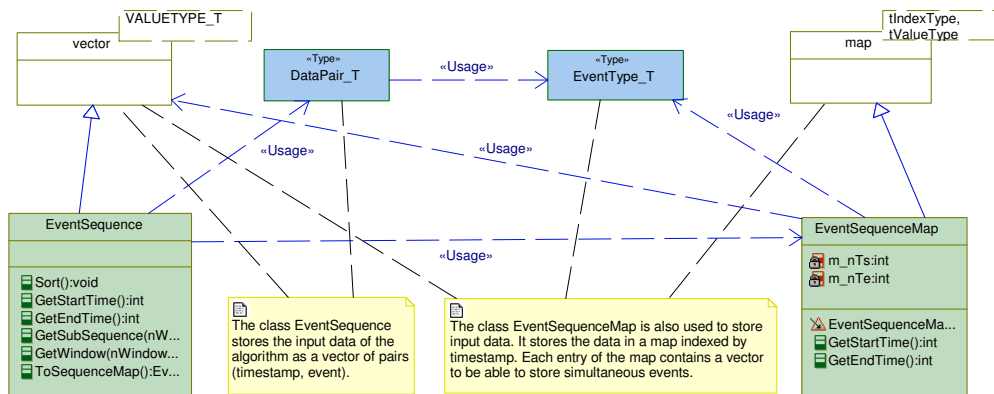 VALUETYPE_T
vector
«Type»
DataPair_T
«Usage»
«Type»
EventType_T
tIndexType,
tValueType
map
«Usage»
«Usage»
«Usage»
EventSequence
Sort():void
GetStartTime():int
GetEndTime():int
GetSubSequence(nW...
GetWindow(nWindow...
ToSequenceMap():Ev...
«Usage»
EventSequenceMap
m_nTs:int
m_nTe:int
EventSequenceMa...
GetStartTime():int
GetEndTime():int
The class EventSequence
stores the input data of the
algorithm as a vector of pairs
(timestamp, event).
The class EventSequenceMap is also used to store
input data. It stores the data in a map indexed by
timestamp. Each entry of the map contains a vector
to be able to store simultaneous events.